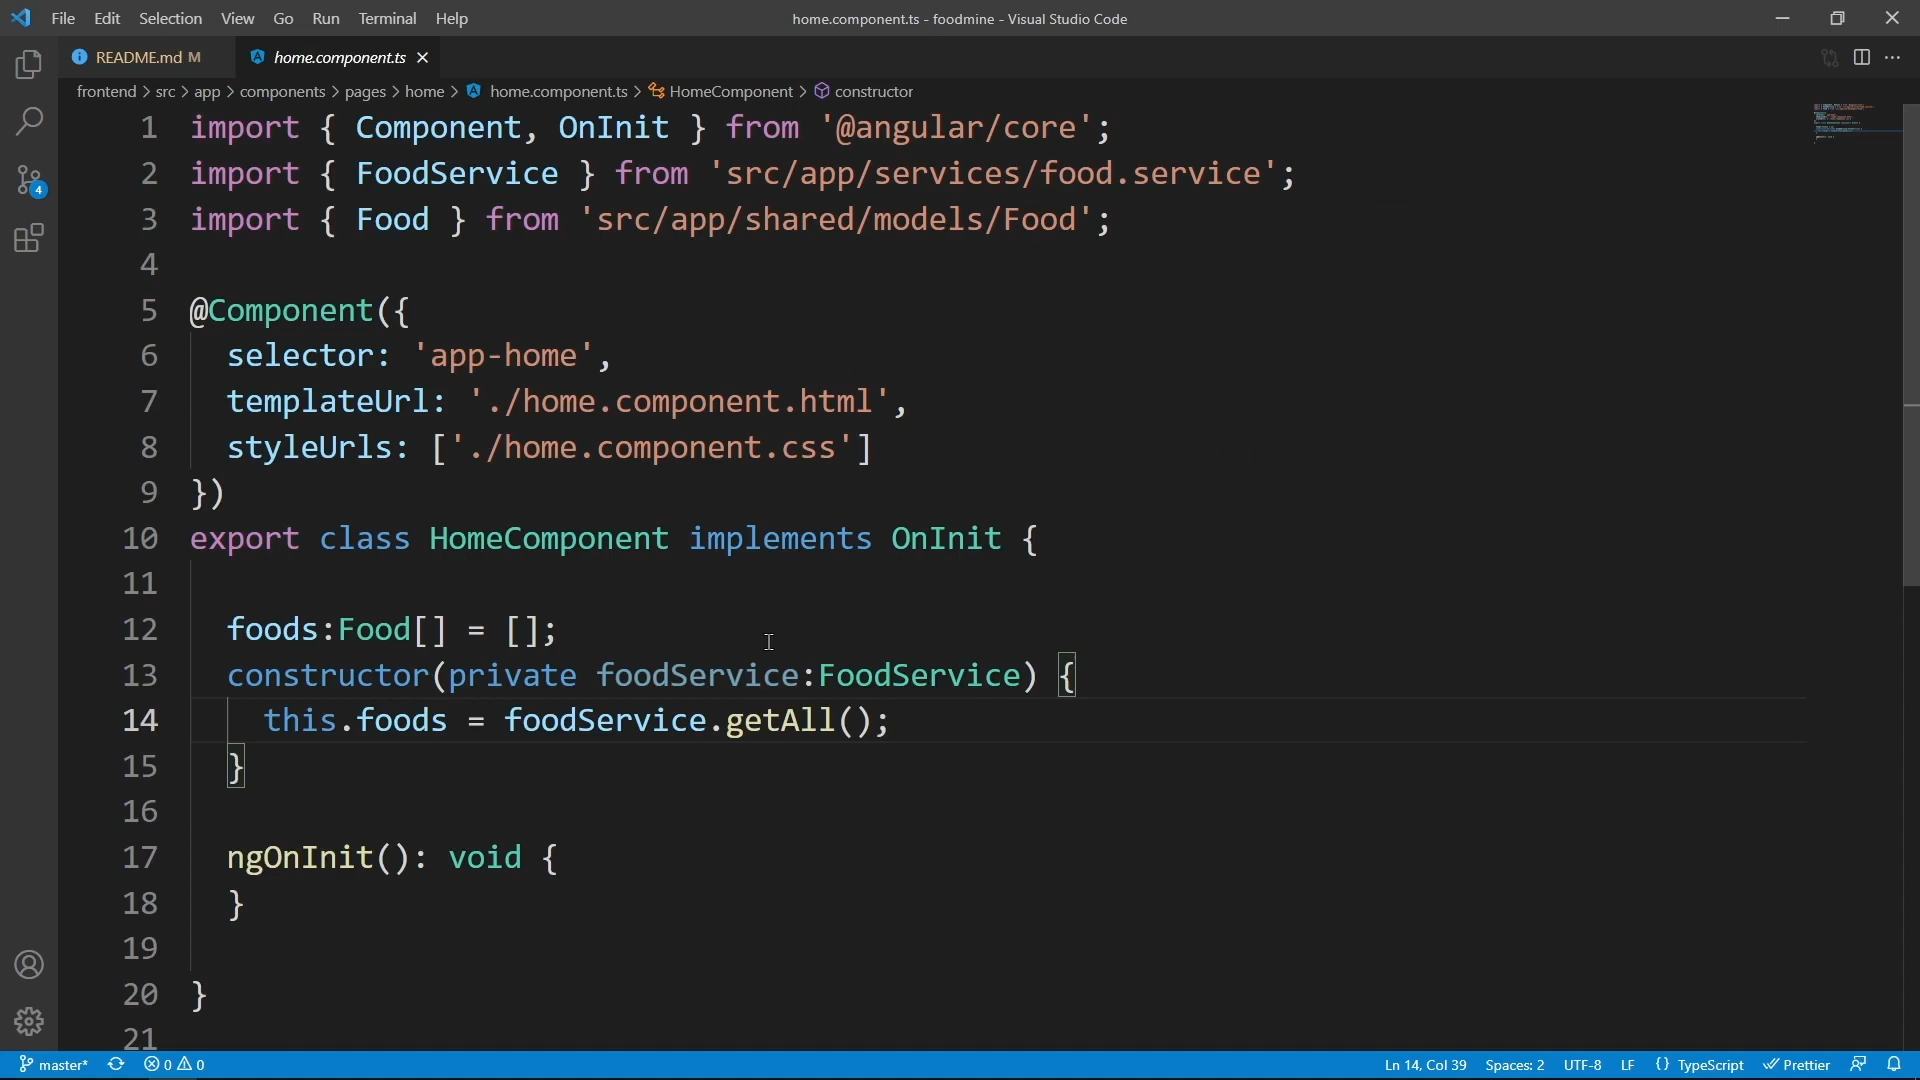 File Edit Selection View Go Run Terminal Help
home.component.ts - foodmine - Visual Studio Code
README.md M
home.component.ts
frontend > src > app > components > pages > home > home.component.ts > HomeComponent > constructor
1 import { Component, OnInit } from '@angular/core';
2 import { FoodService } from 'src/app/services/food.service';
3 import { Food } from 'src/app/shared/models/Food';
4
5 @Component({
6 selector: 'app-home',
7 templateUrl: './home.component.html',
8 styleUrls: ['./home.component.css']
9 })
10 export class HomeComponent implements OnInit {
11
12 foods:Food[] = [];
13 constructor(private foodService:FoodService) {
14 this.foods = foodService.getAll();
15 }
16
17 ngOnInit(): void {
18 }
19
20 }
21
4
master*
0 0
Ln 14, Col 39
Spaces: 2
UTF-8
LF
{} TypeScript
Prettier